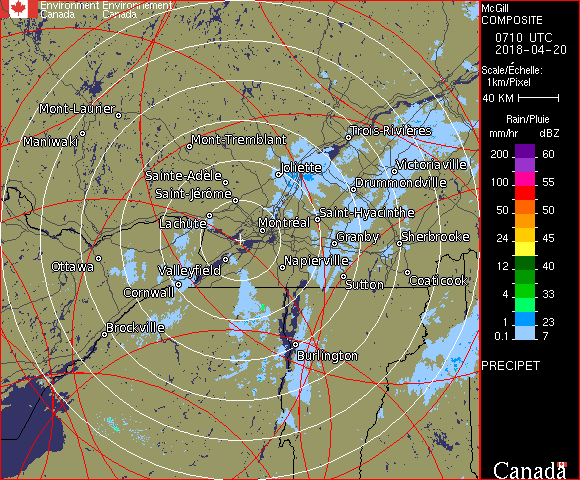 Environment Environnement
Canada Canada
McGill
COMPOSITE
0710 UTC
2018-04-20
Scale/Échelle:
1km/Pixel
40 KM
Rain/Pluie
mm/hr dBZ
200 60
100 55
50 50
24 45
12 40
4 33
1 23
0.1 7
PRECIPET
Canada
Mont-Laurier
Maniwaki
Mont-Tremblant
Trois-Rivières
Sainte-Adèle
Joliette
Victoriaville
Drummondville
Saint-Jérôme
Lachute
Montréal
Saint-Hyacinthe
Granby
Sherbrooke
Ottawa
Valleyfield
Napierville
Cornwall
Sutton
Coaticook
Brockville
Burlington